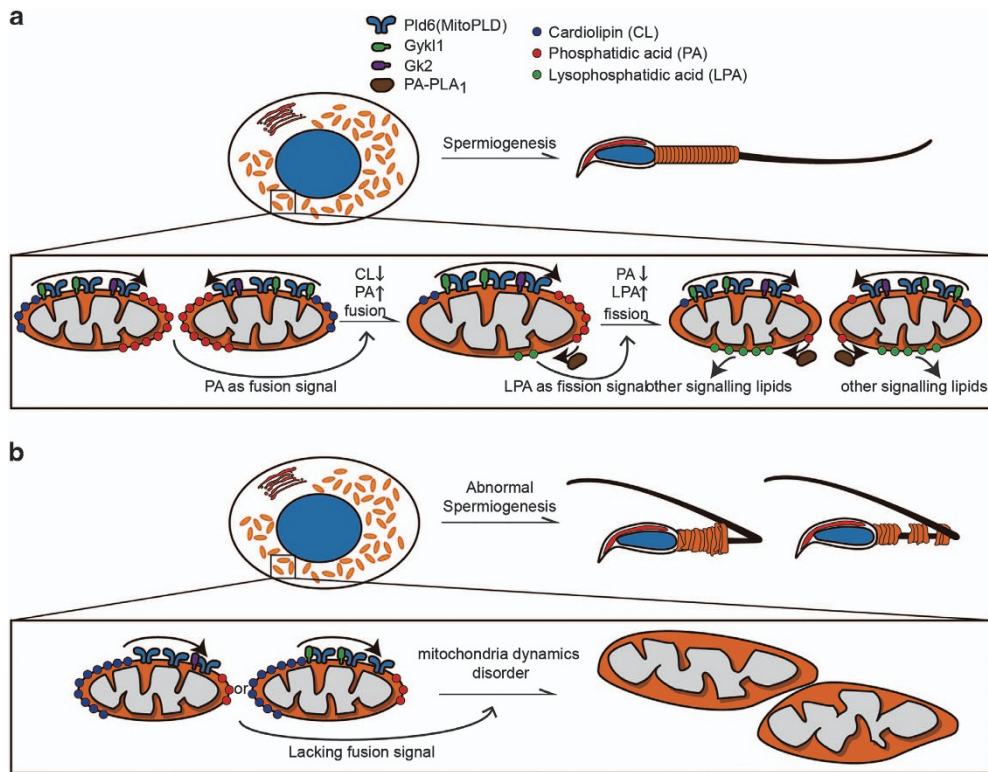 a
Pld6(MitoPLD)
Gykl1
Gk2
PA-PLA1
Cardiolipin (CL)
Phosphatidic acid (PA)
Lysophosphatidic acid (LPA)
Spermiogenesis
CL↓
PA↑
fusion
PA as fusion signal
PA↓
LPA↑
fission
LPA as fission signal
other signalling lipids
other signalling lipids
b
Abnormal
Spermiogenesis
or
mitochondria dynamics
disorder
Lacking fusion signal